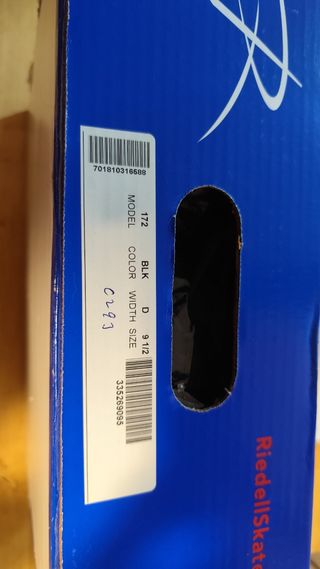 701810316588
172 BLK D 9 1/2
MODEL COLOR WIDTH SIZE
C293
335269095
RiedellSkate